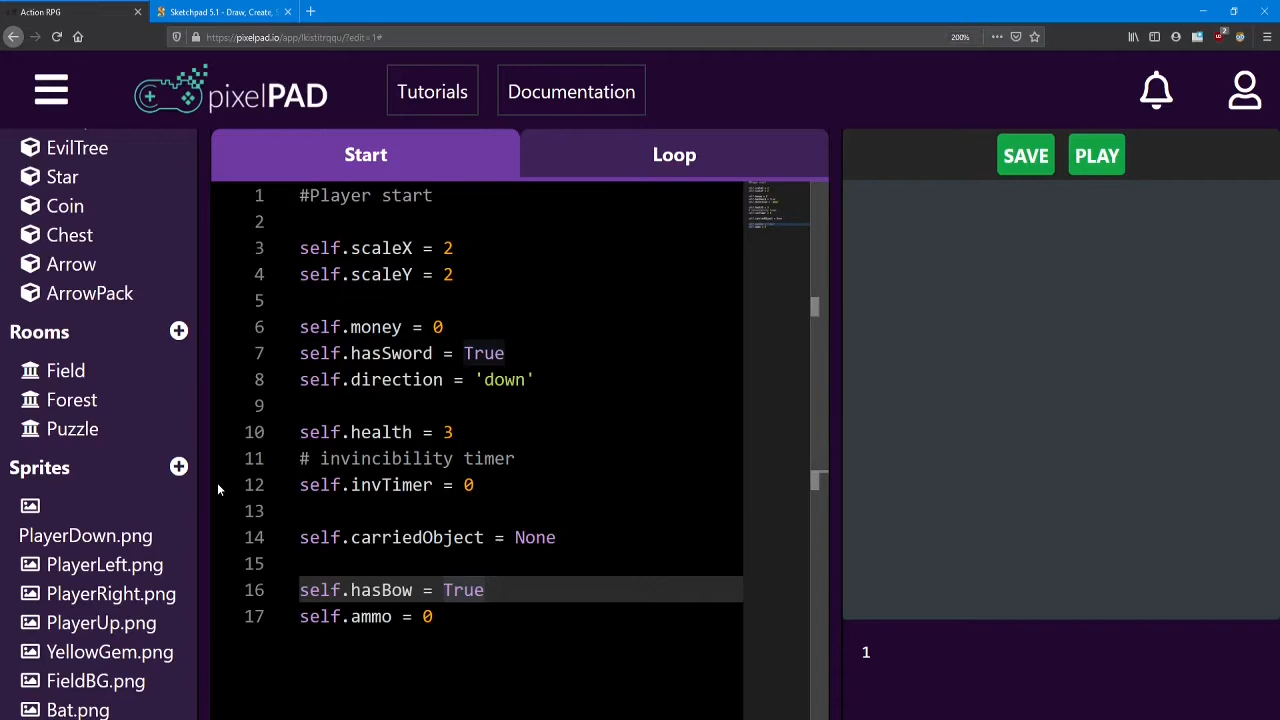 Action RPG
Sketchpad 5.1 - Draw, Create, S
https://pixelpad.io/app/lkistitrqqu/?edit=1#
200%
2
pixelPAD
Tutorials
Documentation
EvilTree
Star
Coin
Chest
Arrow
ArrowPack
Rooms
Field
Forest
Puzzle
Sprites
PlayerDown.png
PlayerLeft.png
PlayerRight.png
PlayerUp.png
YellowGem.png
FieldBG.png
Bat.png
Start
Loop
1 #Player start
2
3 self.scaleX = 2
4 self.scaleY = 2
5
6 self.money = 0
7 self.hasSword = True
8 self.direction = 'down'
9
10 self.health = 3
11 # invincibility timer
12 self.invTimer = 0
13
14 self.carriedObject = None
15
16 self.hasBow = True
17 self.ammo = 0
SAVE
PLAY
1